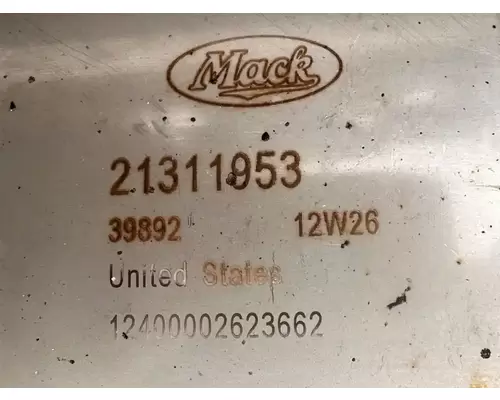 Mack
21311953
39892 12W26
United States
12400002623662